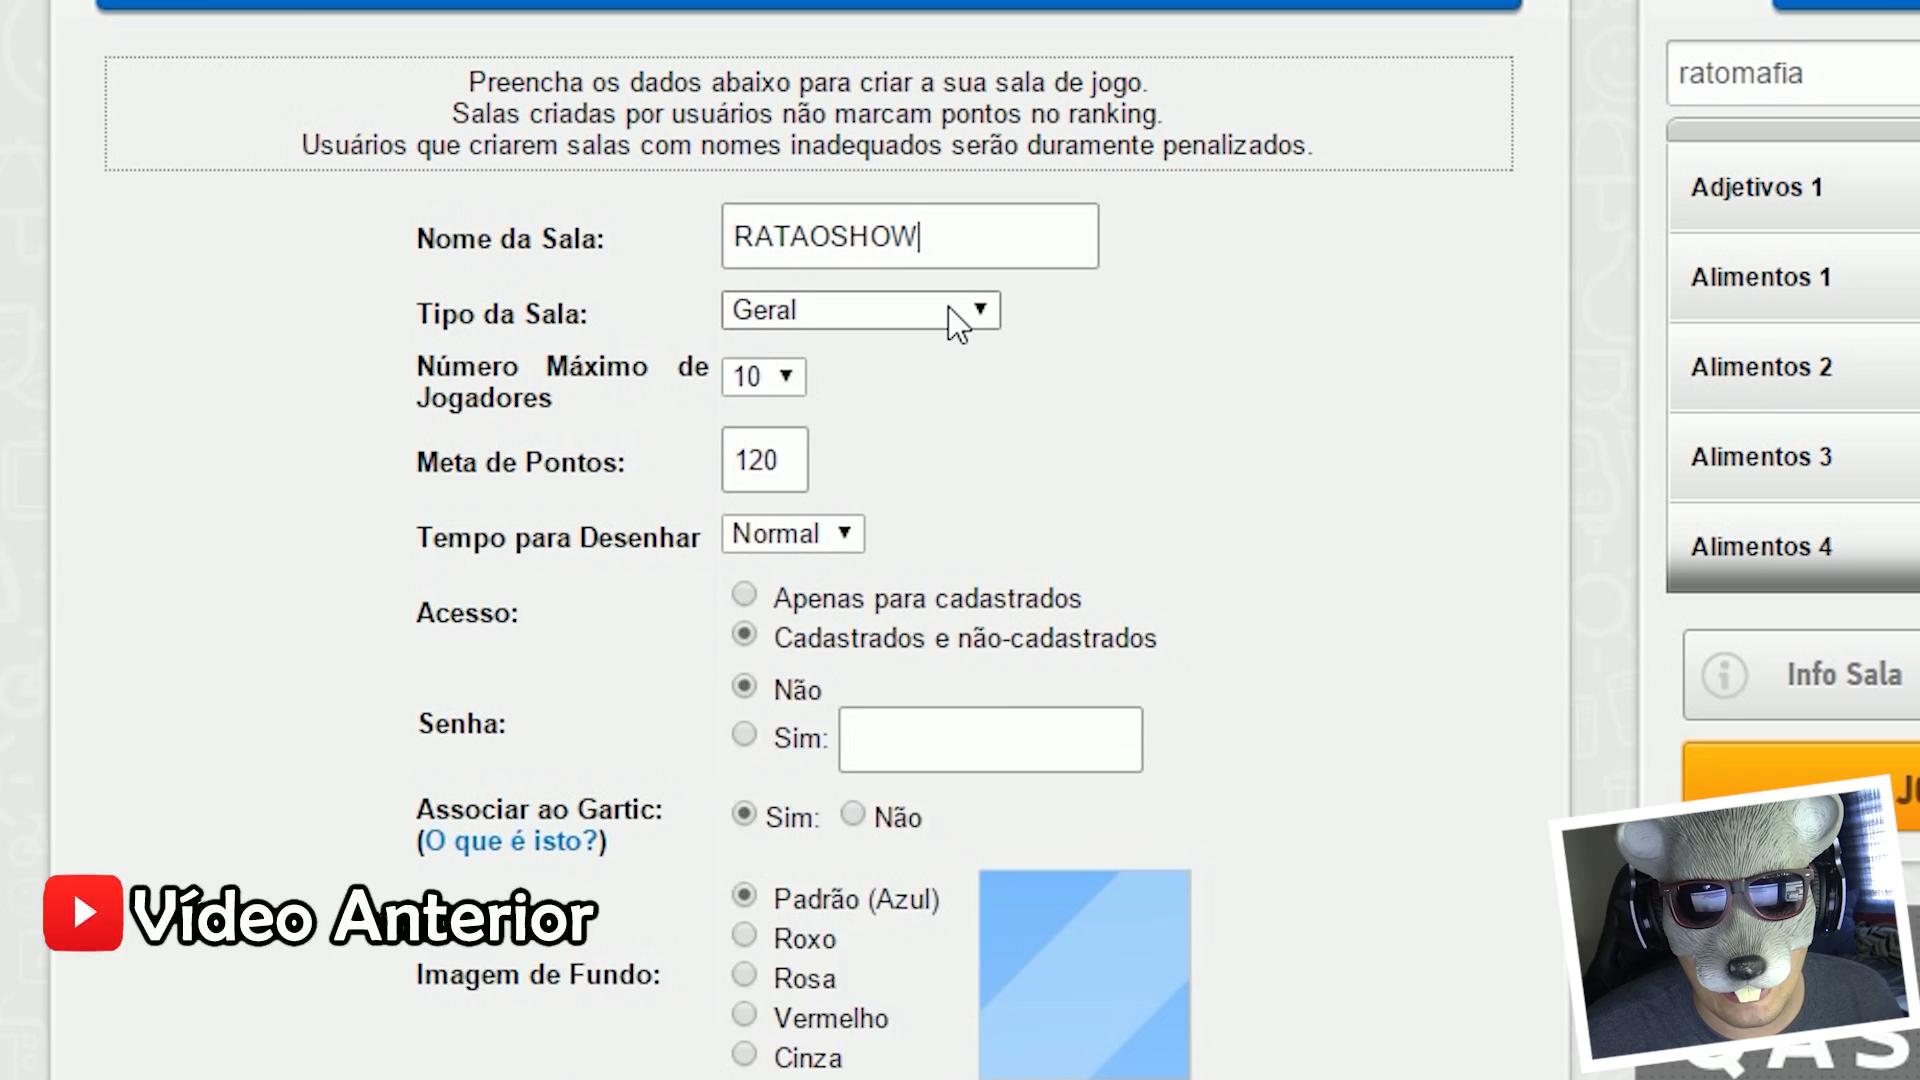 Preencha os dados abaixo para criar a sua sala de jogo.
Salas criadas por usuários não marcam pontos no ranking.
Usuários que criarem salas com nomes inadequados serão duramente penalizados.
Nome da Sala: RATAOSHOW
Tipo da Sala: Geral
Número Máximo de Jogadores 10
Meta de Pontos: 120
Tempo para Desenhar Normal
Acesso:
Apenas para cadastrados
Cadastrados e não-cadastrados
Senha:
Não
Sim:
Associar ao Gartic:
(O que é isto?)
Sim: Não
Imagem de Fundo:
Padrão (Azul)
Roxo
Rosa
Vermelho
Cinza
Vídeo Anterior
ratomafia
Adjetivos 1
Alimentos 1
Alimentos 2
Alimentos 3
Alimentos 4
Info Sala